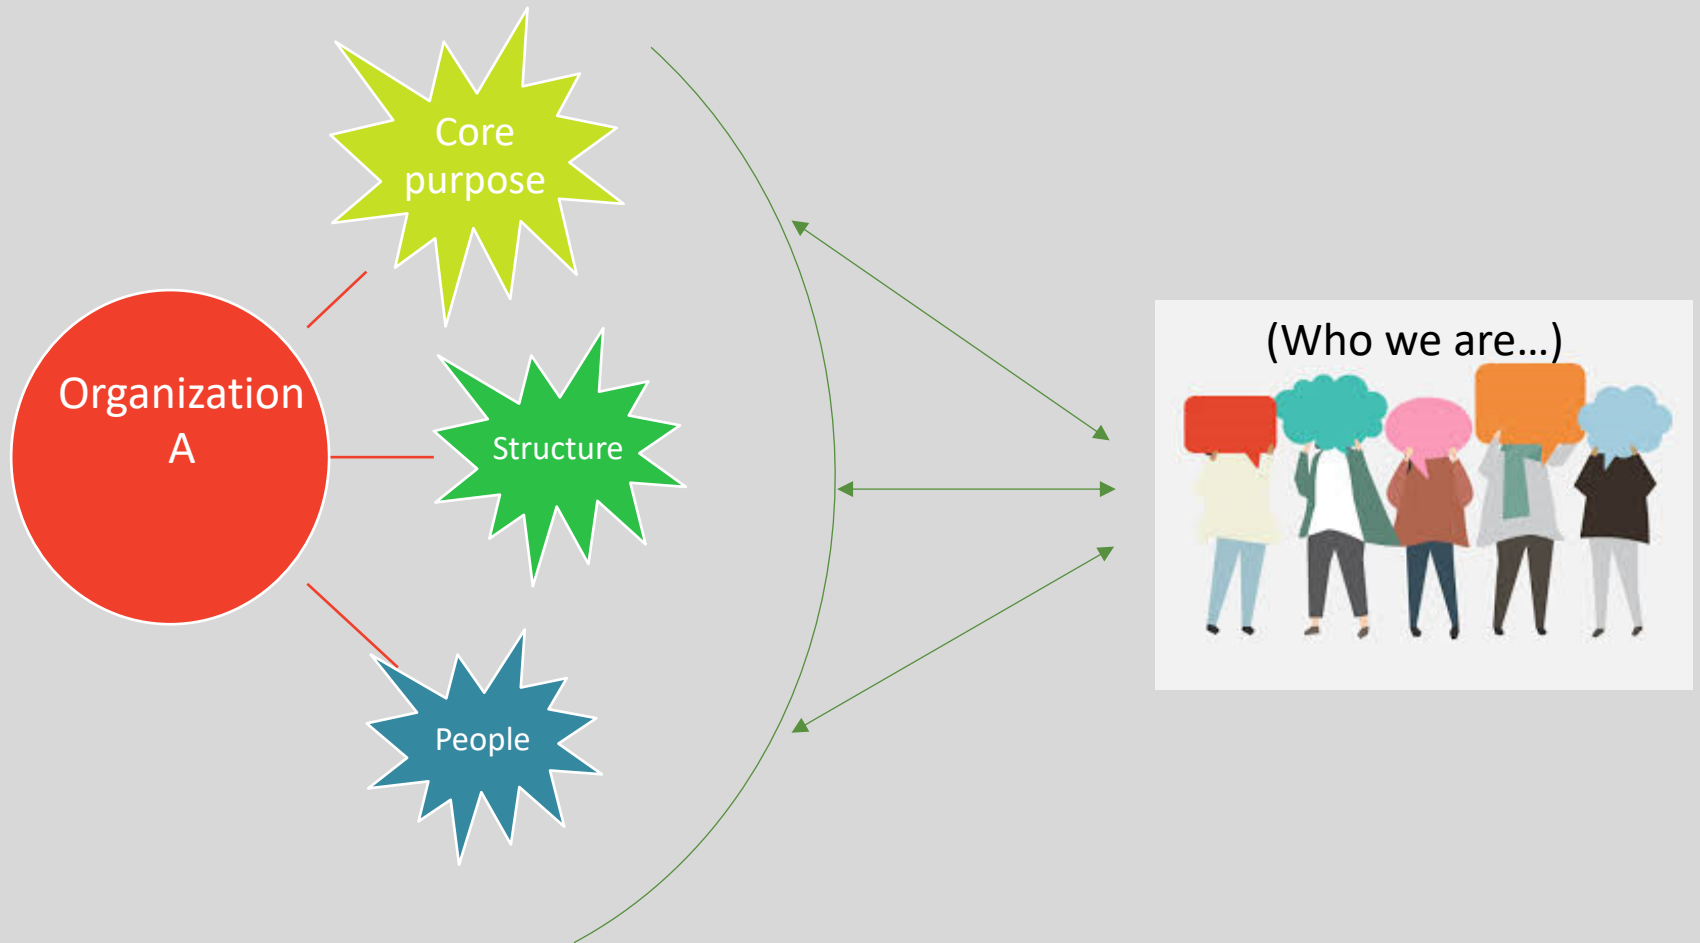 Core
purpose
Organization
A
Structure
People
(Who we are...)